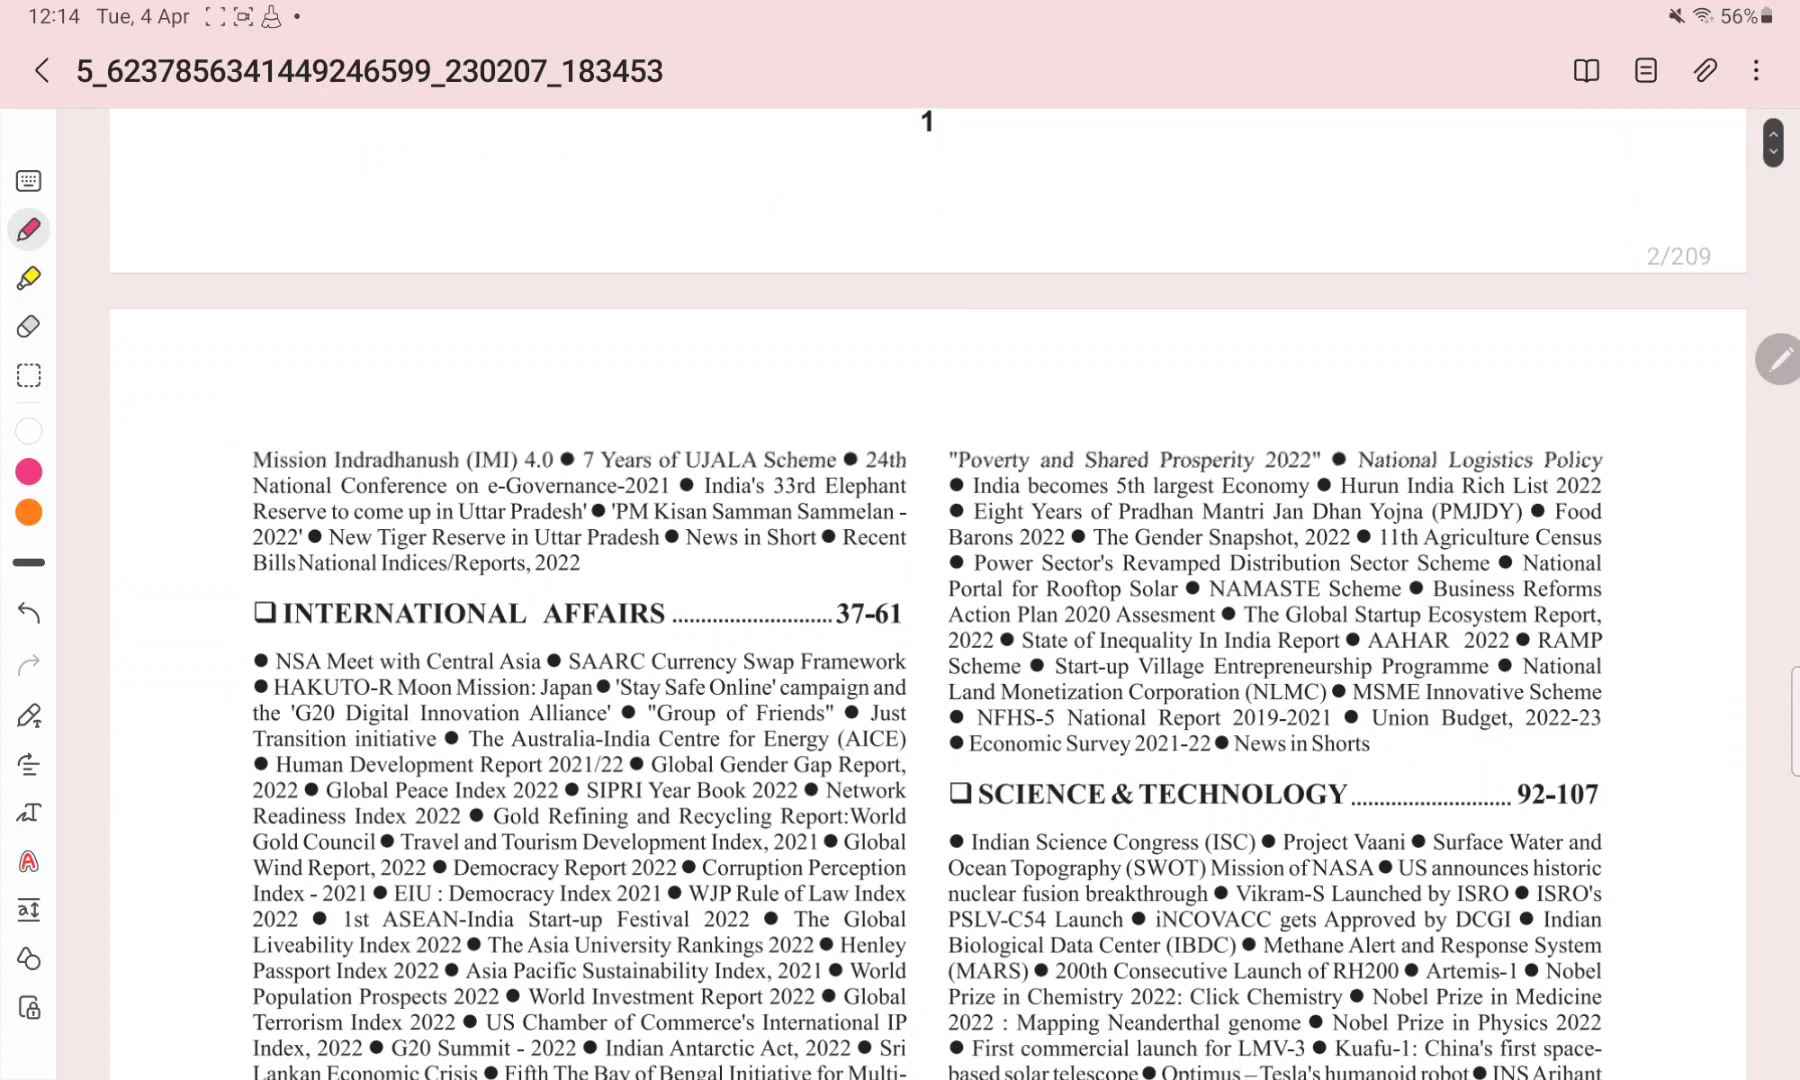 12:14 Tue, 4 Apr
56%
5_6237856341449246599_230207_183453
1
2/209
Mission Indradhanush (IMI) 4.0 ● 7 Years of UJALA Scheme ● 24th
National Conference on e-Governance-2021 ● India's 33rd Elephant
Reserve to come up in Uttar Pradesh' ● 'PM Kisan Samman Sammelan -
2022' ● New Tiger Reserve in Uttar Pradesh ● News in Short ● Recent
Bills National Indices/Reports, 2022
❑ INTERNATIONAL AFFAIRS .......................... 37-61
● NSA Meet with Central Asia ● SAARC Currency Swap Framework
● HAKUTO-R Moon Mission: Japan ● 'Stay Safe Online' campaign and
the 'G20 Digital Innovation Alliance' ● "Group of Friends" ● Just
Transition initiative ● The Australia-India Centre for Energy (AICE)
● Human Development Report 2021/22 ● Global Gender Gap Report,
2022 ● Global Peace Index 2022 ● SIPRI Year Book 2022 ● Network
Readiness Index 2022 ● Gold Refining and Recycling Report:World
Gold Council ● Travel and Tourism Development Index, 2021 ● Global
Wind Report, 2022 ● Democracy Report 2022 ● Corruption Perception
Index - 2021 ● EIU : Democracy Index 2021 ● WJP Rule of Law Index
2022 ● 1st ASEAN-India Start-up Festival 2022 ● The Global
Liveability Index 2022 ● The Asia University Rankings 2022 ● Henley
Passport Index 2022 ● Asia Pacific Sustainability Index, 2021 ● World
Population Prospects 2022 ● World Investment Report 2022 ● Global
Terrorism Index 2022 ● US Chamber of Commerce's International IP
Index, 2022 ● G20 Summit - 2022 ● Indian Antarctic Act, 2022 ● Sri
Lankan Economic Crisis ● Fifth The Bay of Bengal Initiative for Multi-
"Poverty and Shared Prosperity 2022" ● National Logistics Policy
● India becomes 5th largest Economy ● Hurun India Rich List 2022
● Eight Years of Pradhan Mantri Jan Dhan Yojna (PMJDY) ● Food
Barons 2022 ● The Gender Snapshot, 2022 ● 11th Agriculture Census
● Power Sector's Revamped Distribution Sector Scheme ● National
Portal for Rooftop Solar ● NAMASTE Scheme ● Business Reforms
Action Plan 2020 Assesment ● The Global Startup Ecosystem Report,
2022 ● State of Inequality In India Report ● AAHAR 2022 ● RAMP
Scheme ● Start-up Village Entrepreneurship Programme ● National
Land Monetization Corporation (NLMC) ● MSME Innovative Scheme
● NFHS-5 National Report 2019-2021 ● Union Budget, 2022-23
● Economic Survey 2021-22 ● News in Shorts
❑ SCIENCE & TECHNOLOGY .......................... 92-107
● Indian Science Congress (ISC) ● Project Vaani ● Surface Water and
Ocean Topography (SWOT) Mission of NASA ● US announces historic
nuclear fusion breakthrough ● Vikram-S Launched by ISRO ● ISRO's
PSLV-C54 Launch ● iNCOVACC gets Approved by DCGI ● Indian
Biological Data Center (IBDC) ● Methane Alert and Response System
(MARS) ● 200th Consecutive Launch of RH200 ● Artemis-1 ● Nobel
Prize in Chemistry 2022: Click Chemistry ● Nobel Prize in Medicine
2022 : Mapping Neanderthal genome ● Nobel Prize in Physics 2022
● First commercial launch for LMV-3 ● Kuafu-1: China's first space-
based solar telescope ● Optimus – Tesla's humanoid robot ● INS Arihant